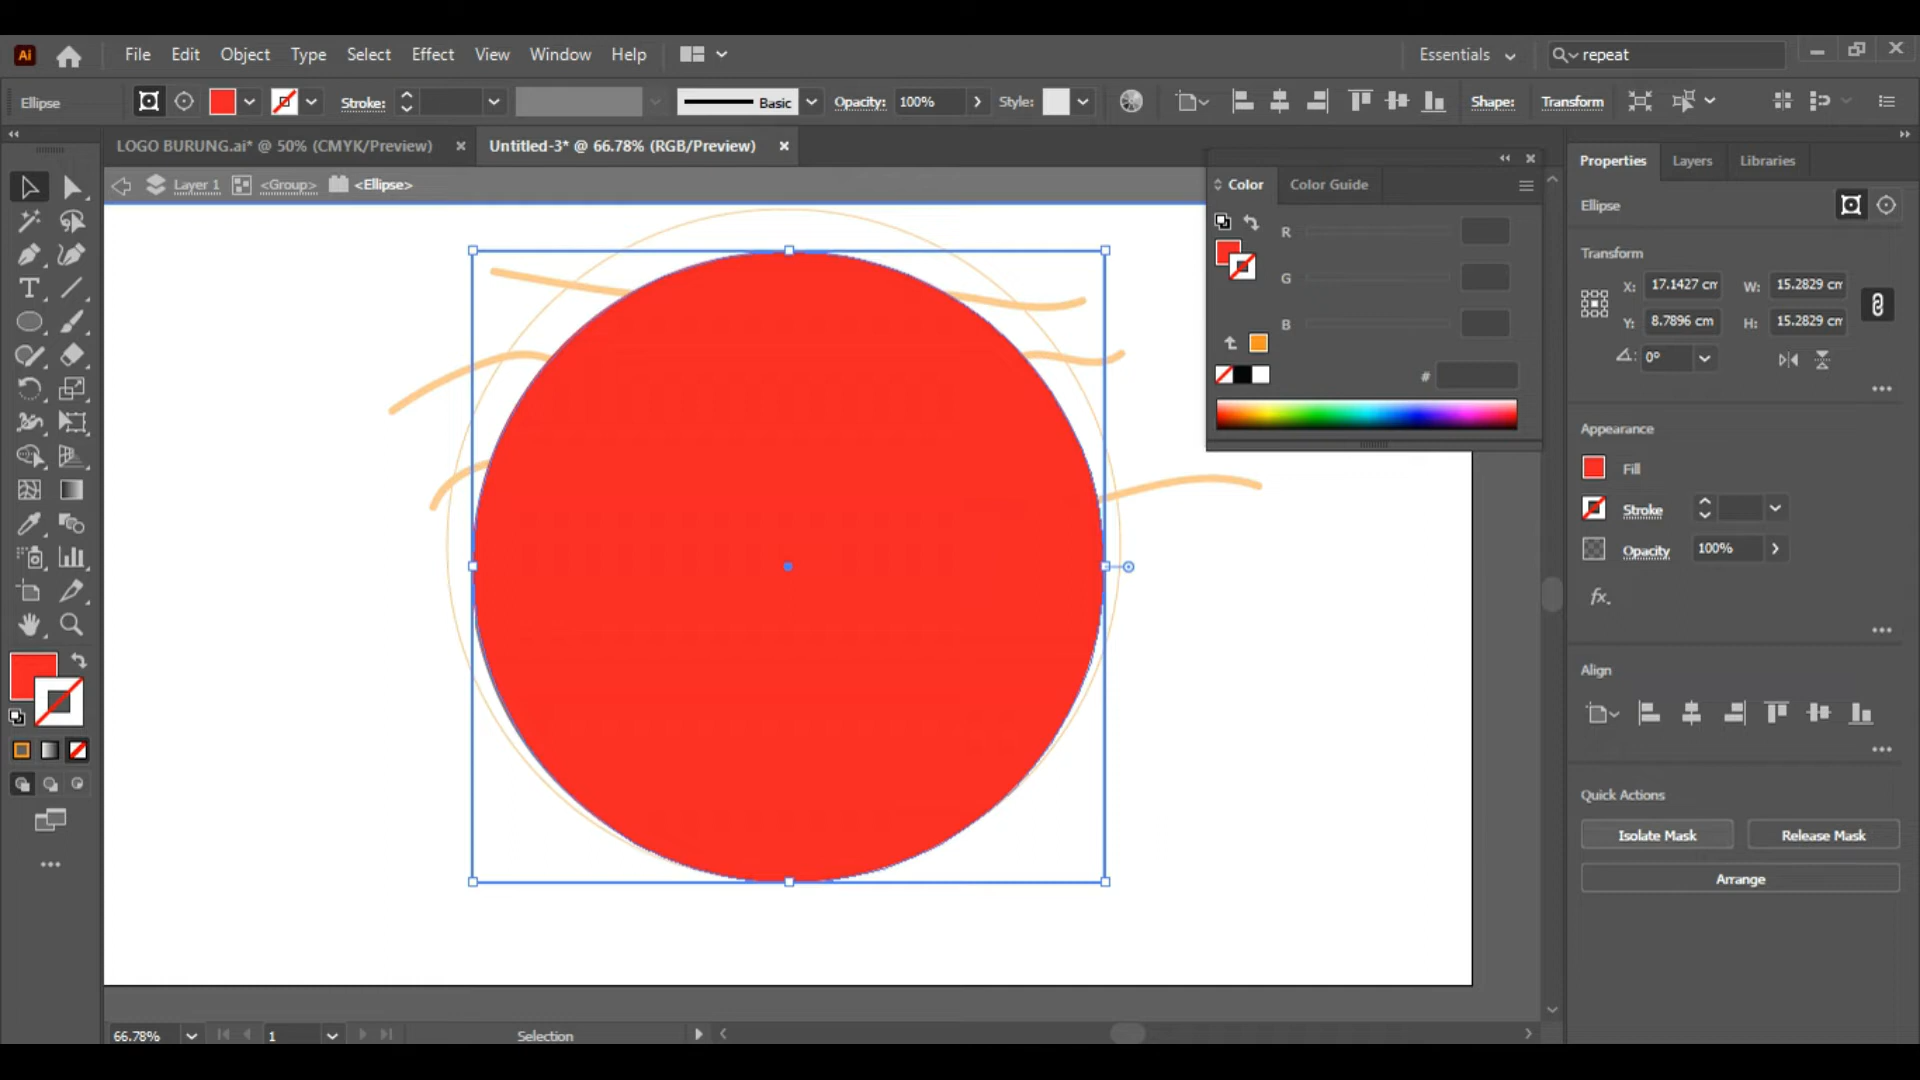 Ai File Edit Object Type Select Effect View Window Help Essentials repeat
Ellipse Stroke: Basic Opacity: 100% Style: Shape: Transform
LOGO BURUNG.ai* @ 50% (CMYK/Preview) Untitled-3* @ 66.78% (RGB/Preview)
Layer 1 <Group> <Ellipse>
Color Color Guide
R
G
B
#
Properties Layers Libraries
Ellipse
Transform
X: 17.1427 cm W: 15.2829 cm
Y: 8.7896 cm H: 15.2829 cm
0°
Appearance
Fill
Stroke
Opacity 100%
fx.
Align
Quick Actions
Isolate Mask Release Mask
Arrange
66.78% 1 Selection